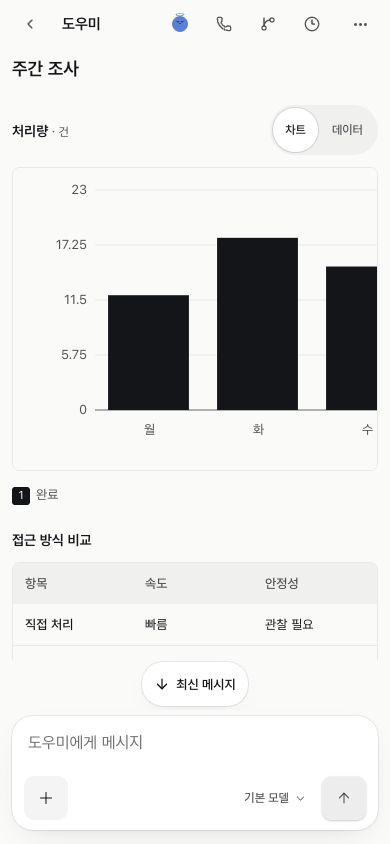 도우미
주간 조사
처리량 · 건
차트 데이터
23
17.25
11.5
5.75
0
월 화 수
1 완료
접근 방식 비교
항목 속도 안정성
직접 처리 빠름 관찰 필요
최신 메시지
도우미에게 메시지
기본 모델